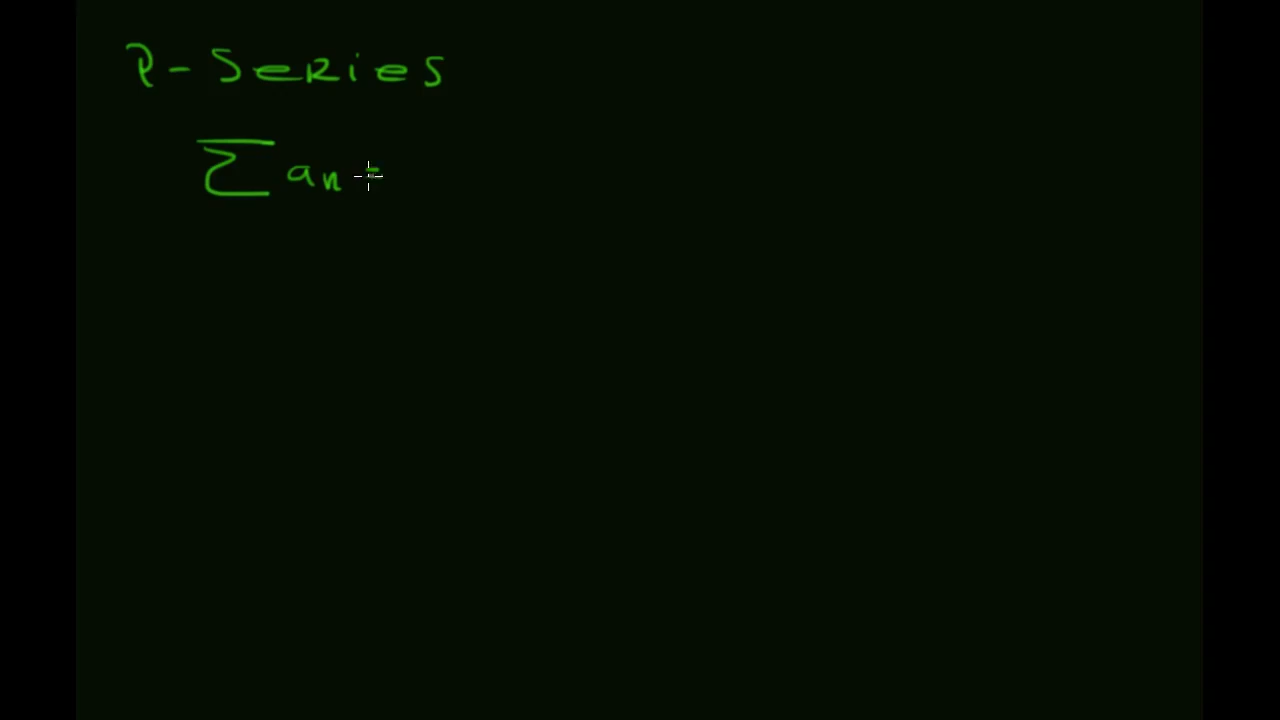 P-Series
∑ an =